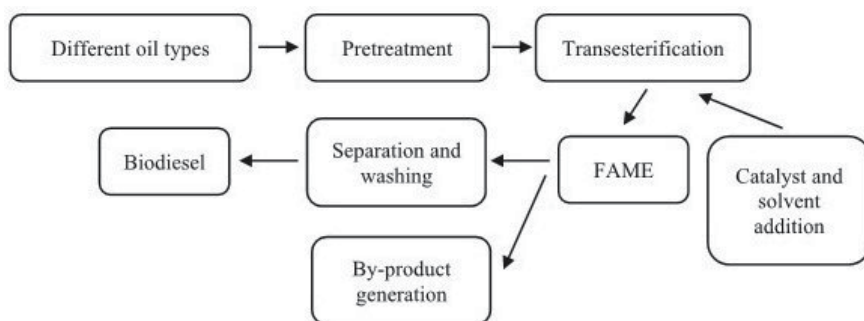 Different oil types
Pretreatment
Transesterification
Biodiesel
Separation and
washing
FAME
Catalyst and
solvent
addition
By-product
generation